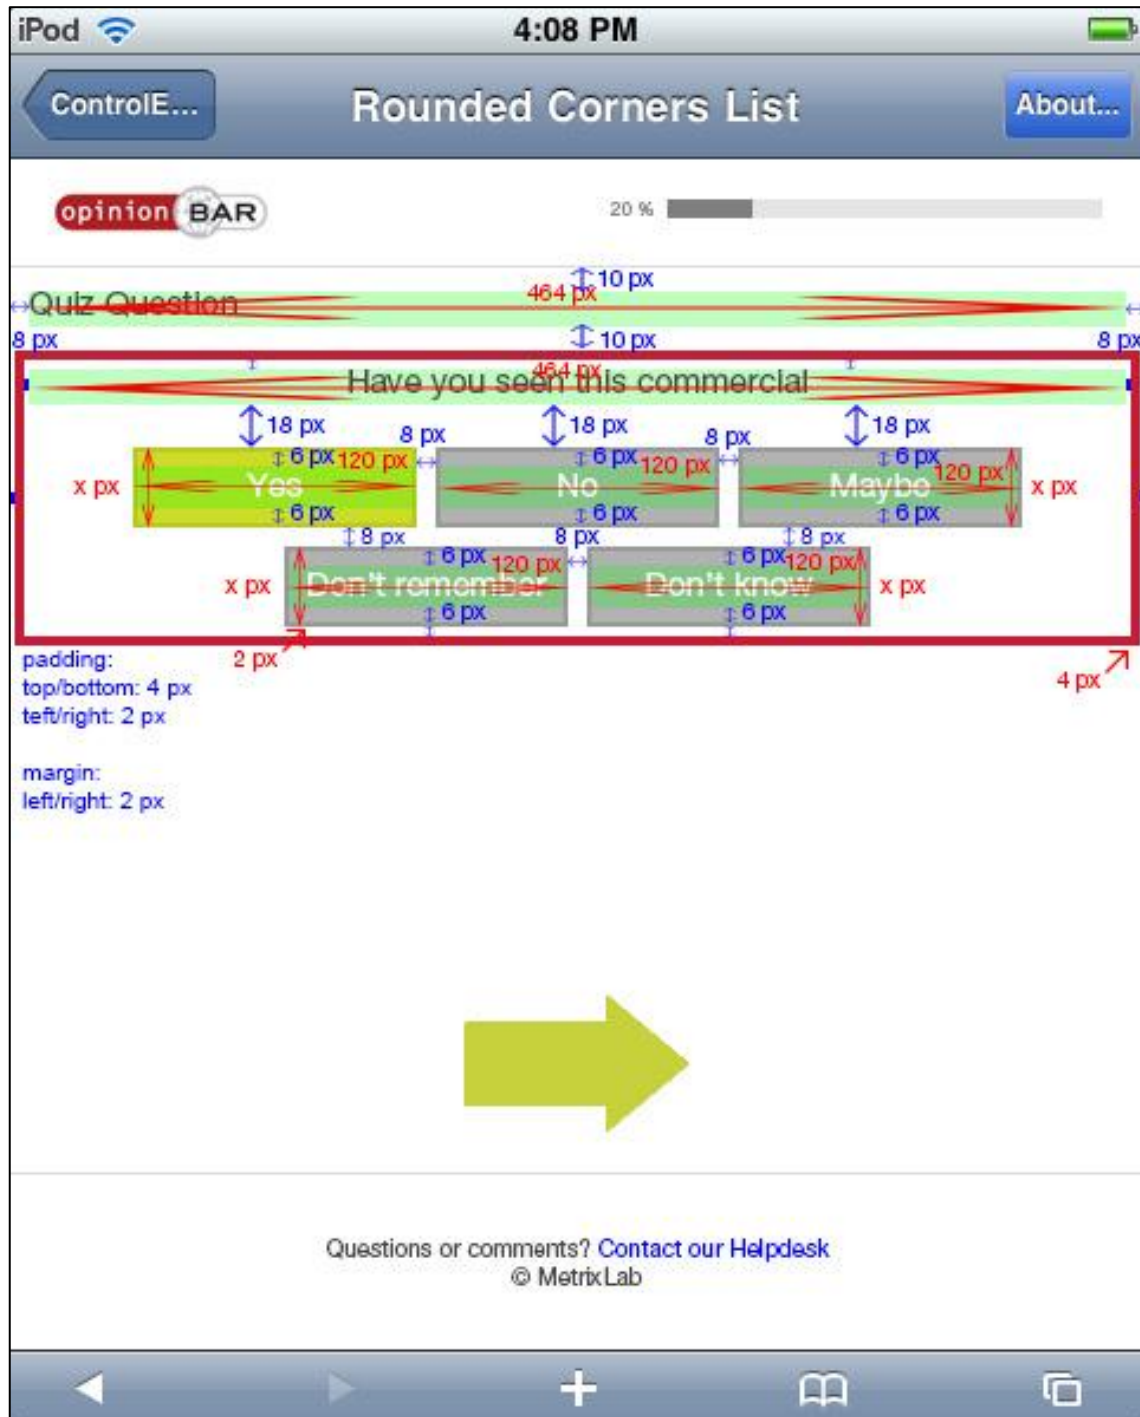 iPod 4:08 PM
ControlE... Rounded Corners List About...
opinion BAR 20 %
10 px
464 px
Quiz Question
8 px 10 px 8 px
464 px
Have you seen this commercial
18 px 18 px 18 px
8 px 8 px
6 px 120 px 6 px 120 px 6 px 120 px
x px Yes No Maybe x px
6 px 6 px 6 px
8 px 8 px 8 px
6 px 120 px 6 px 120 px
x px Don't remember Don't know x px
6 px 6 px
padding: 2 px
top/bottom: 4 px 4 px
teft/right: 2 px
margin:
left/right: 2 px
Questions or comments? Contact our Helpdesk
© MetrixLab